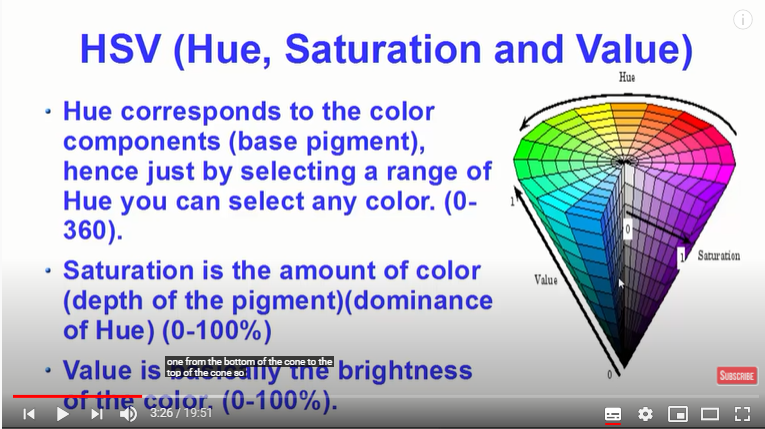 HSV (Hue, Saturation and Value)
Hue
• Hue corresponds to the color
components (base pigment),
hence just by selecting a range of
Hue you can select any color. (0-
360).
1
0
1
Saturation
Value
0
• Saturation is the amount of color
(depth of the pigment)(dominance
of Hue) (0-100%)
• Value is basically the brightness
of the color. (0-100%).
one from the bottom of the cone to the
top of the cone so
SUBSCRIBE
3:26 / 19:51